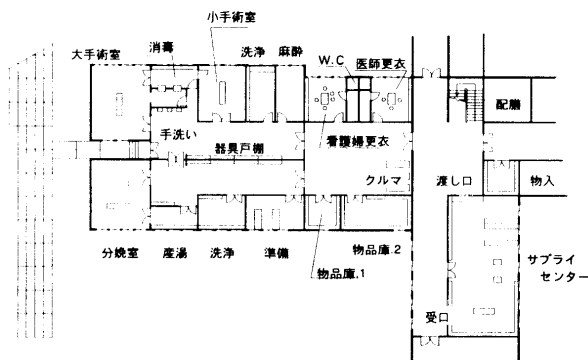 小手術室
消毒
洗浄
麻酔
大手術室
W.C
医師更衣
配膳
手洗い
器具戸棚
看護婦更衣
クルマ
渡し口
物入
分娩室
産湯
洗浄
準備
物品庫.1
物品庫.2
サプライ
センター
受口